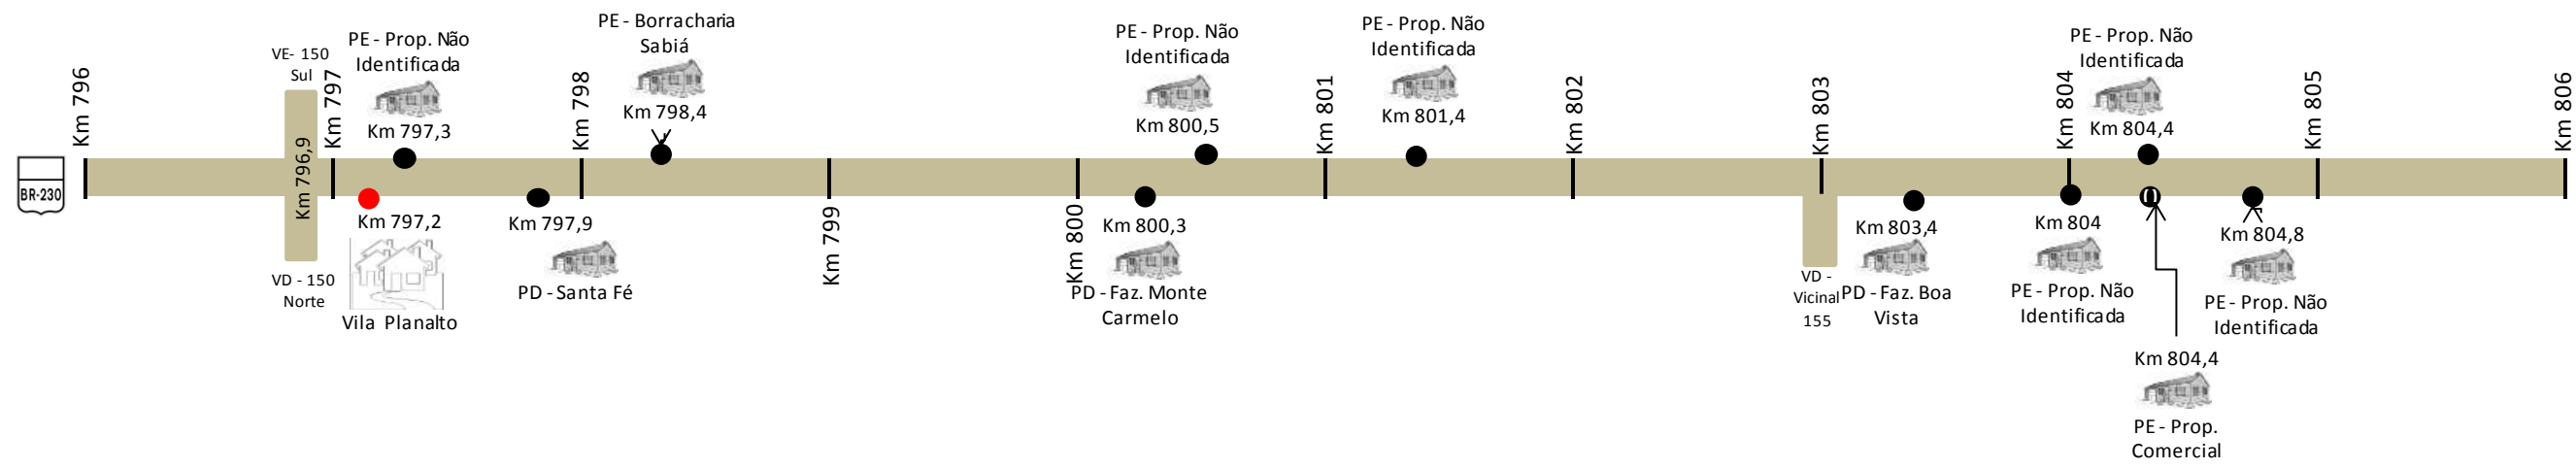 BR-230
Km 796
VE- 150
Sul
Km 796,9
VD - 150
Norte
Km 797
PE - Prop. Não
Identificada
Km 797,3
Km 797,2
Vila Planalto
Km 797,9
PD - Santa Fé
Km 798
PE - Borracharia
Sabiá
Km 798,4
Km 799
Km 800
Km 800,3
PD - Faz. Monte
Carmelo
PE - Prop. Não
Identificada
Km 800,5
Km 801
PE - Prop. Não
Identificada
Km 801,4
Km 802
Km 803
VD -
Vicinal
155
Km 803,4
PD - Faz. Boa
Vista
Km 804
Km 804
PE - Prop. Não
Identificada
PE - Prop. Não
Identificada
Km 804,4
Km 804,4
PE - Prop.
Comercial
Km 804,8
PE - Prop. Não
Identificada
Km 805
Km 806